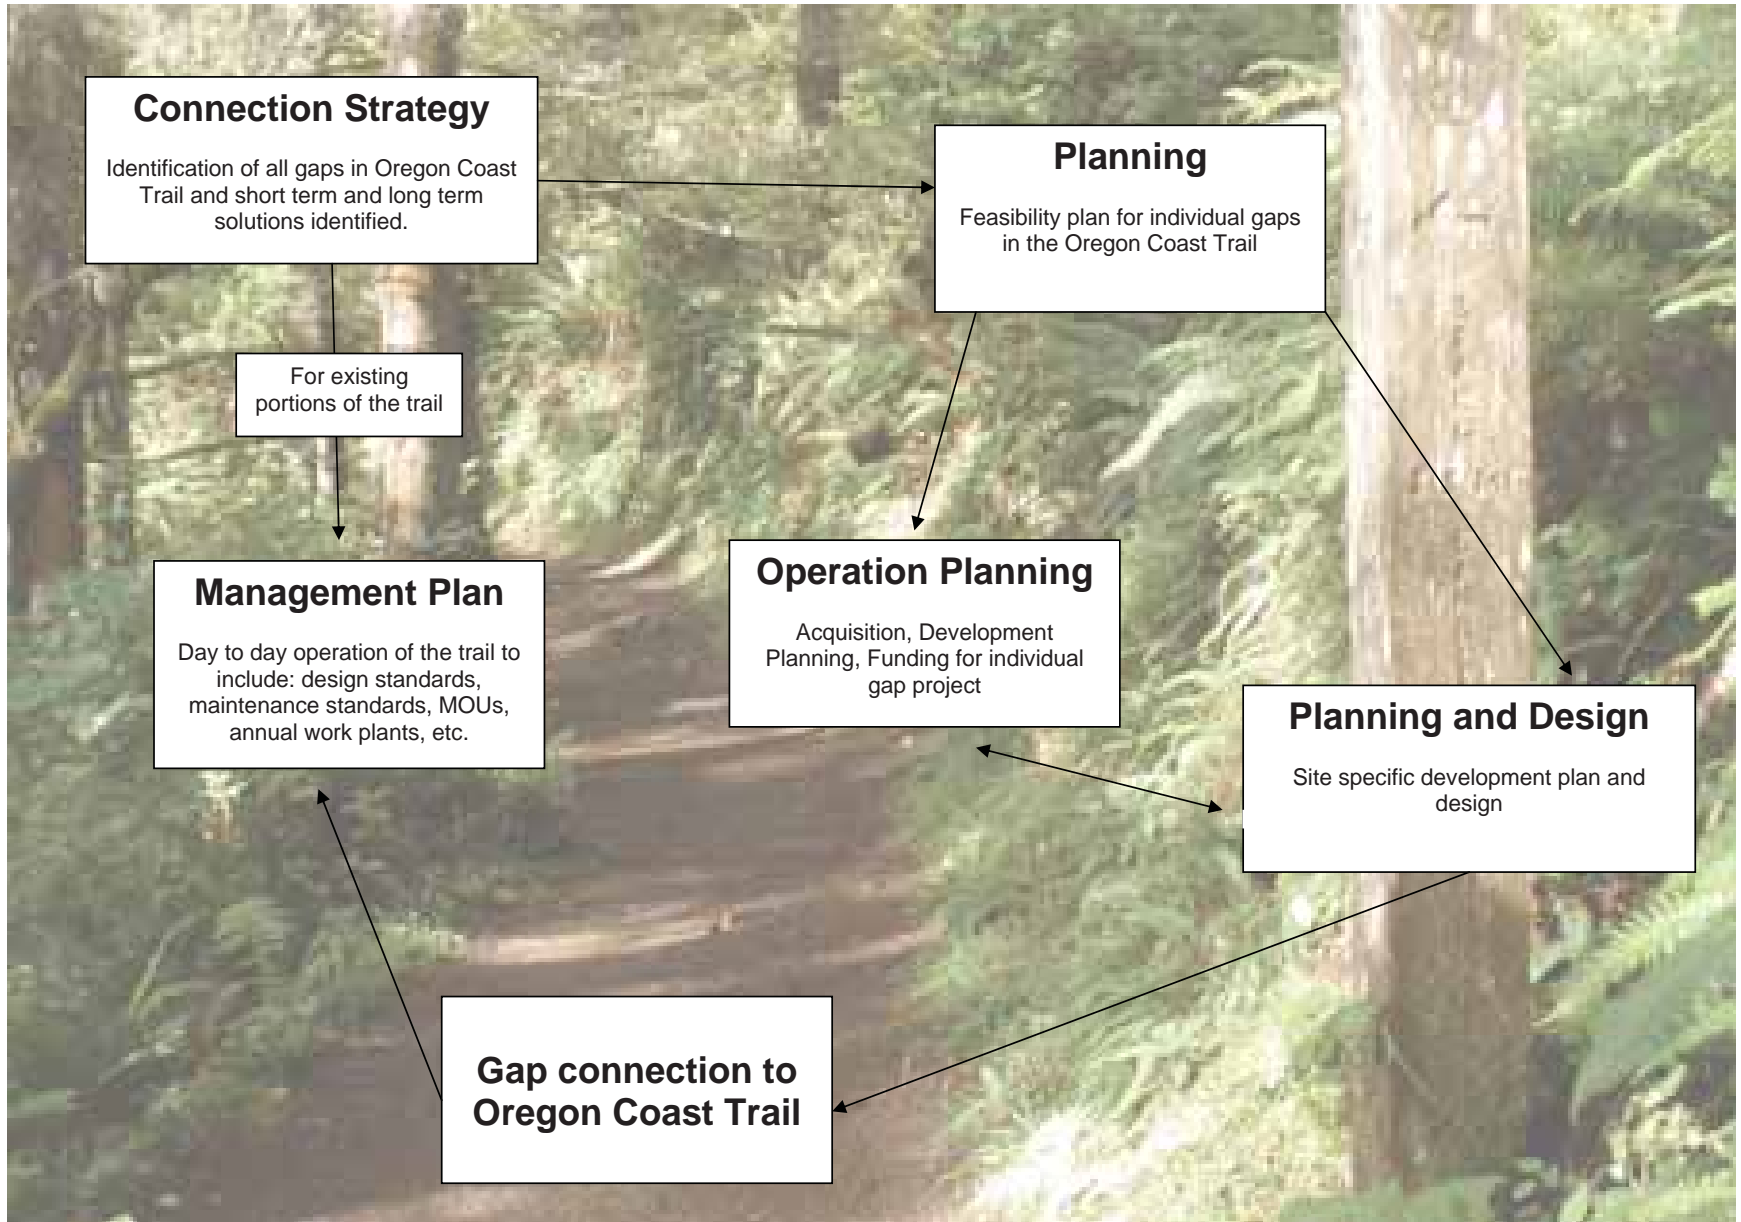 Connection Strategy
Identification of all gaps in Oregon Coast
Trail and short term and long term
solutions identified.
Planning
Feasibility plan for individual gaps
in the Oregon Coast Trail
For existing
portions of the trail
Management Plan
Day to day operation of the trail to
include: design standards,
maintenance standards, MOUs,
annual work plants, etc.
Operation Planning
Acquisition, Development
Planning, Funding for individual
gap project
Planning and Design
Site specific development plan and
design
Gap connection to
Oregon Coast Trail